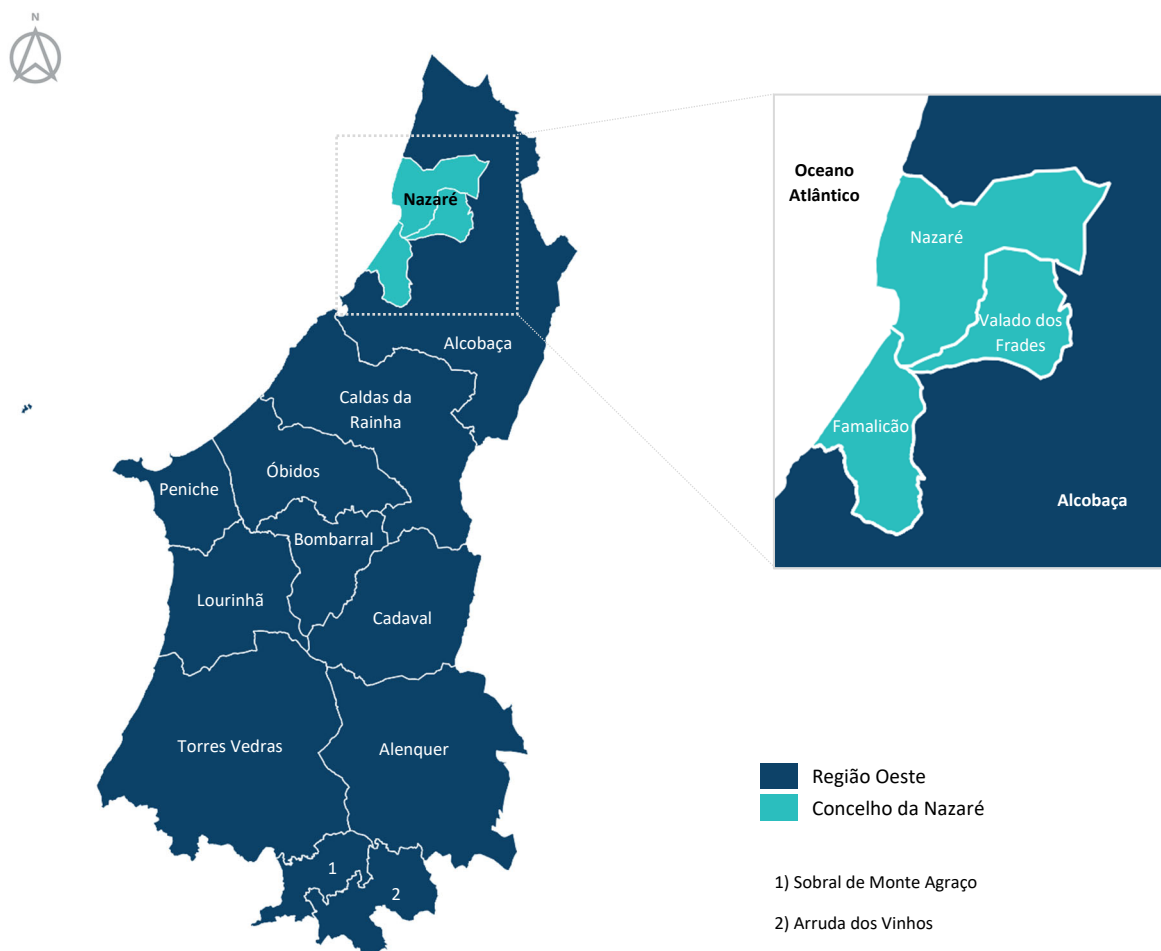 N
Nazaré
Alcobaça
Caldas da
Rainha
Óbidos
Peniche
Bombarral
Lourinhã
Cadaval
Torres Vedras
Alenquer
1
2
Oceano
Atlântico
Nazaré
Valado dos
Frades
Famalicão
Alcobaça
Região Oeste
Concelho da Nazaré
1) Sobral de Monte Agraço
2) Arruda dos Vinhos